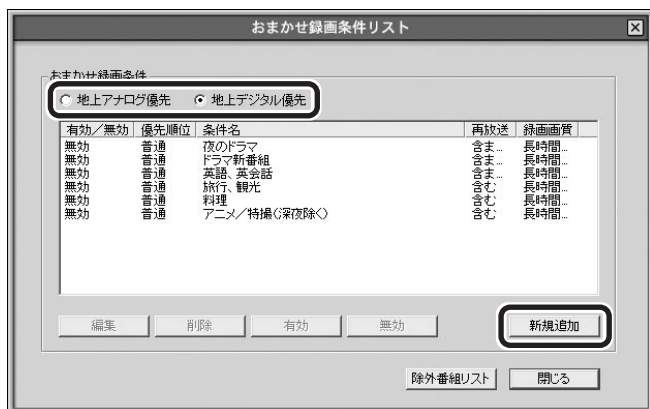 おまかせ録画条件リスト
おまかせ録画条件
地上アナログ優先 地上デジタル優先
有効／無効 優先順位 条件名 再放送 録画画質
無効 普通 夜のドラマ 含ま... 長時間...
無効 普通 ドラマ新番組 含ま... 長時間...
無効 普通 英語、英会話 含ま... 長時間...
無効 普通 旅行、観光 含む 長時間...
無効 普通 料理 含む 長時間...
無効 普通 アニメ／特撮(深夜除く) 含む 長時間...
編集 削除 有効 無効 新規追加
除外番組リスト 閉じる